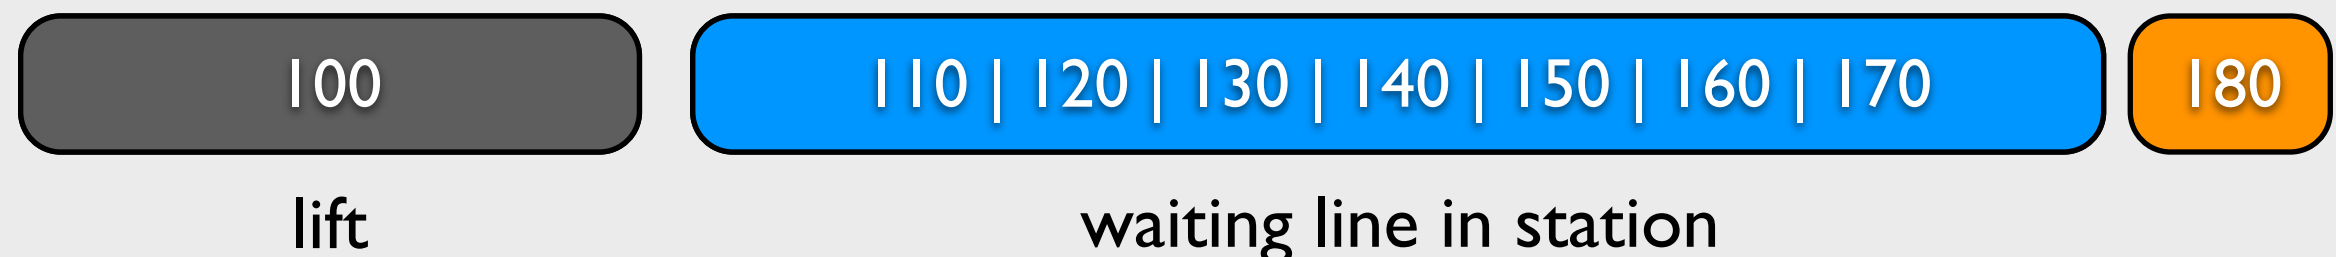 100 110 | 120 | 130 | 140 | 150 | 160 | 170 180
lift waiting line in station